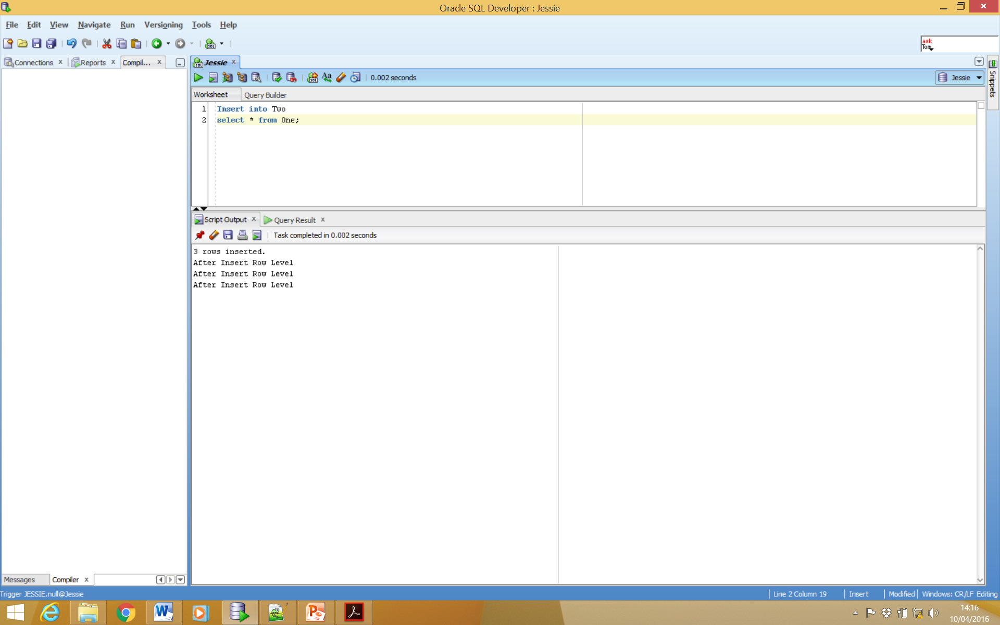 Oracle SQL Developer : Jessie
File Edit View Navigate Run Versioning Tools Help
ask
Tom
Connections Reports Compil... Jessie
Snippets
0.002 seconds
Jessie
Worksheet Query Builder
1 Insert into Two
2 select * from One;
Script Output Query Result
Task completed in 0.002 seconds
3 rows inserted.
After Insert Row Level
After Insert Row Level
After Insert Row Level
Messages Compiler
Trigger JESSIE.null@Jessie Line 2 Column 19 Insert Modified Windows: CR/LF Editing
14:16
10/04/2016